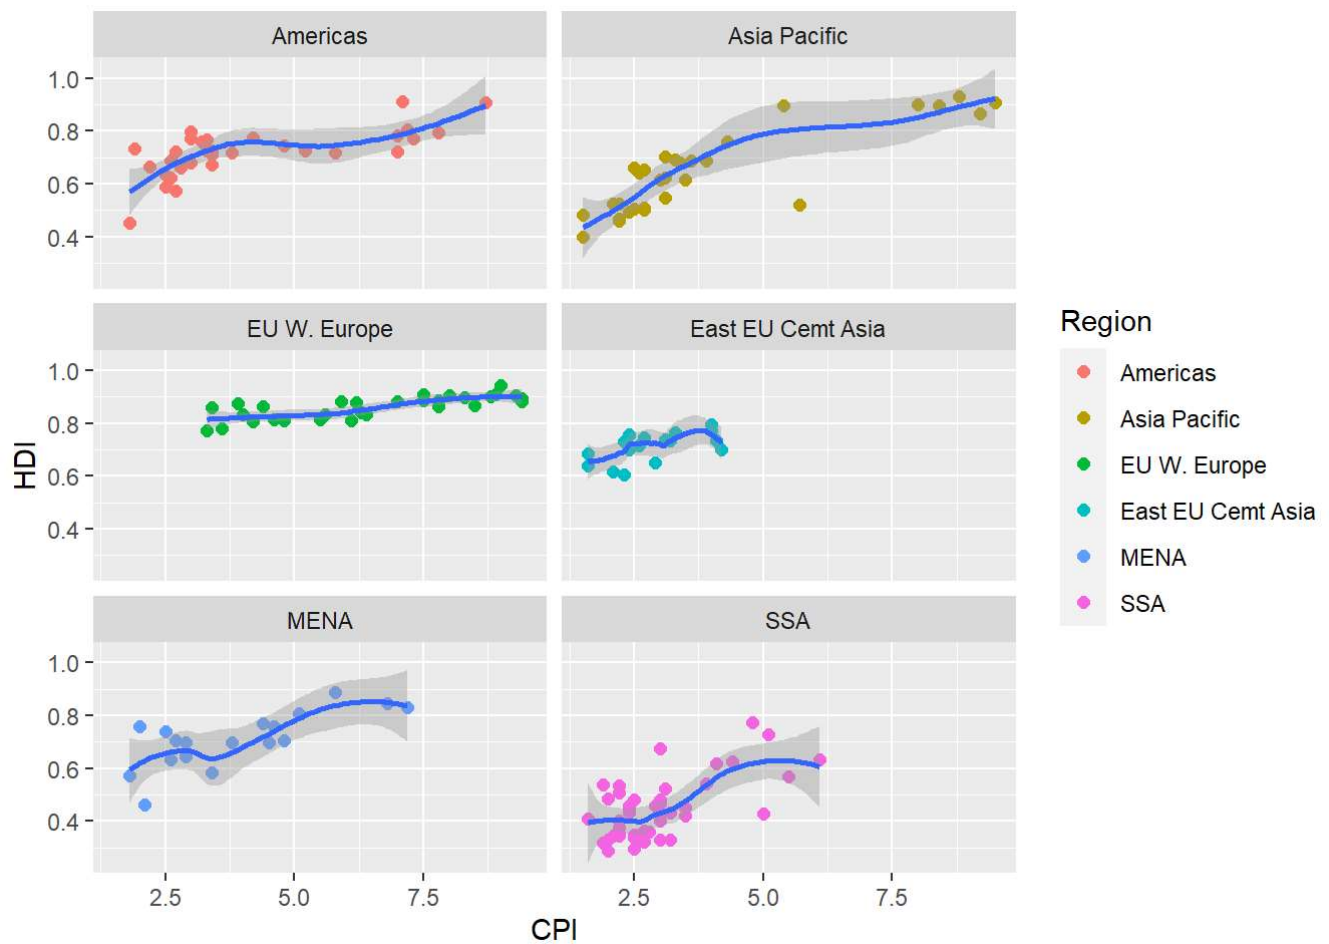 Americas
Asia Pacific
1.0
0.8
0.6
0.4
EU W. Europe
East EU Cemt Asia
1.0
0.8
0.6
0.4
MENA
SSA
1.0
0.8
0.6
0.4
2.5 5.0 7.5
2.5 5.0 7.5
HDI
CPI
Region
Americas
Asia Pacific
EU W. Europe
East EU Cemt Asia
MENA
SSA